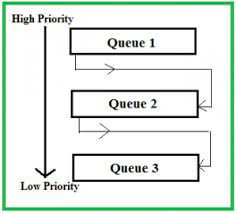 High Priority
Queue 1
Queue 2
Queue 3
Low Priority